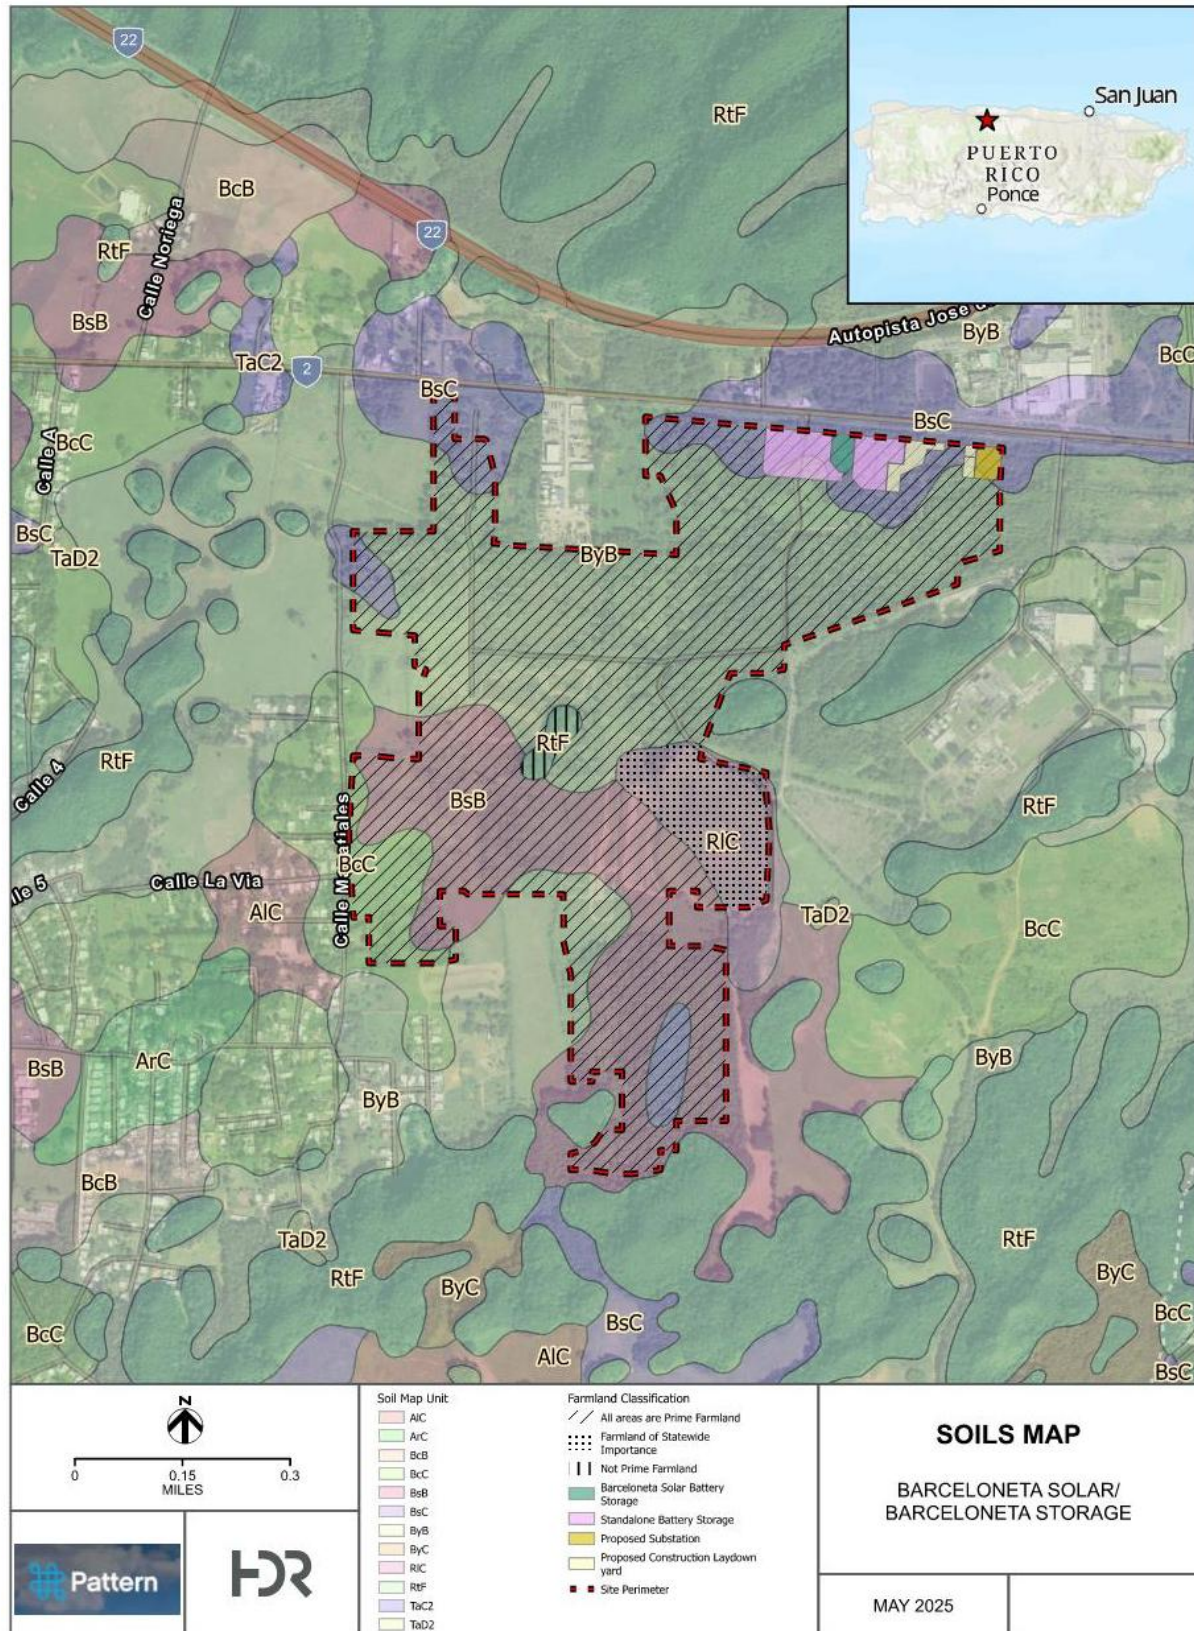 22
RtF
San Juan
PUERTO
RICO
Ponce
BcB
22
RtF
Calle Noriega
BsB
Autopista Jose d
ByB
TaC2
2
BcC
BsC
BsC
Calle A
BcC
BsC
TaD2
ByB
RtF
RtF
Calle 4
BsB
RtF
RlC
BcC
Calle La Via
lle 5
AlC
TaD2
BcC
BsB
ArC
ByB
ByB
BcB
TaD2
RtF
RtF
ByC
ByC
BcC
BsC
BcC
AlC
BsC
N
0
0.15
0.3
MILES
Pattern
HDR
Soil Map Unit
AlC
ArC
BcB
BcC
BsB
BsC
ByB
ByC
RlC
RtF
TaC2
TaD2
Farmland Classification
All areas are Prime Farmland
Farmland of Statewide
Importance
Not Prime Farmland
Barceloneta Solar Battery
Storage
Standalone Battery Storage
Proposed Substation
Proposed Construction Laydown
yard
Site Perimeter
SOILS MAP
BARCELONETA SOLAR/
BARCELONETA STORAGE
MAY 2025